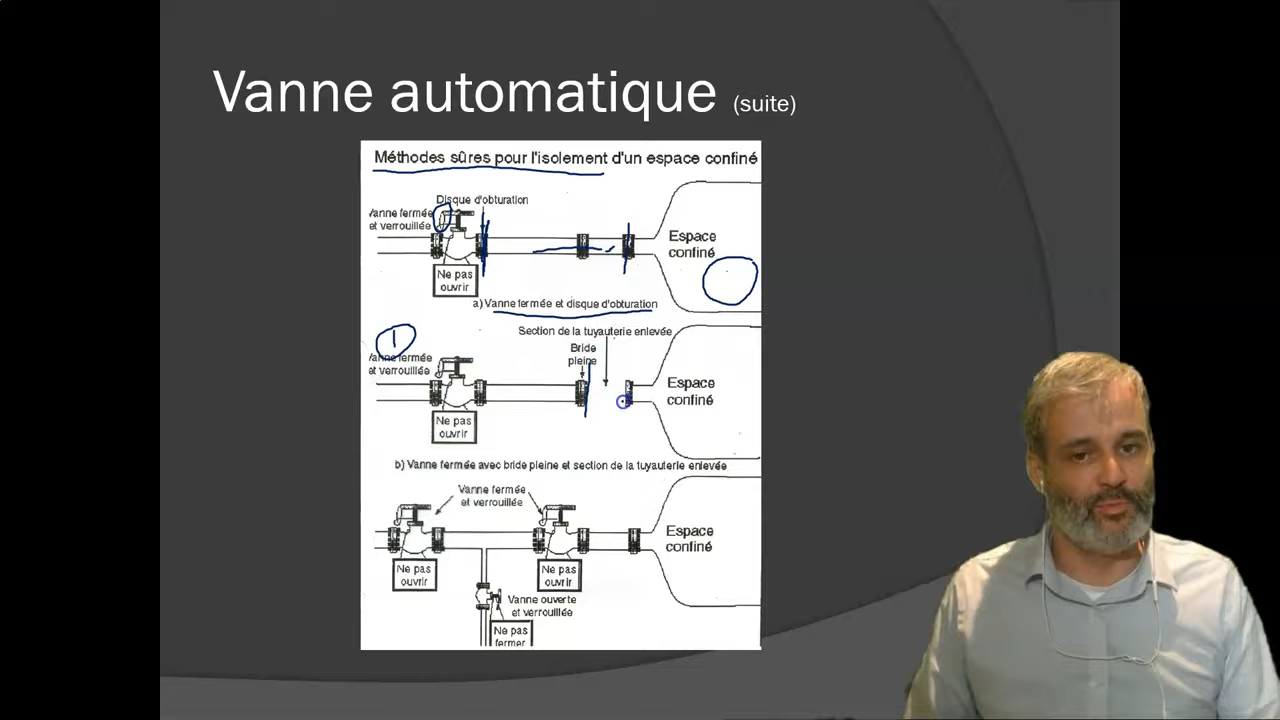 Vanne automatique (suite)
Méthodes sûres pour l'isolement d'un espace confiné
Disque d'obturation
Vanne fermée
et verrouillée
Espace
confiné
Ne pas
ouvrir
a) Vanne fermée et disque d'obturation
1
Section de la tuyauterie enlevée
Bride
pleine
Vanne fermée
et verrouillée
Espace
confiné
Ne pas
ouvrir
b) Vanne fermée avec bride pleine et section de la tuyauterie enlevée
Vanne fermée
et verrouillée
Espace
confiné
Ne pas
ouvrir
Ne pas
ouvrir
Vanne ouverte
et verrouillée
Ne pas
fermer